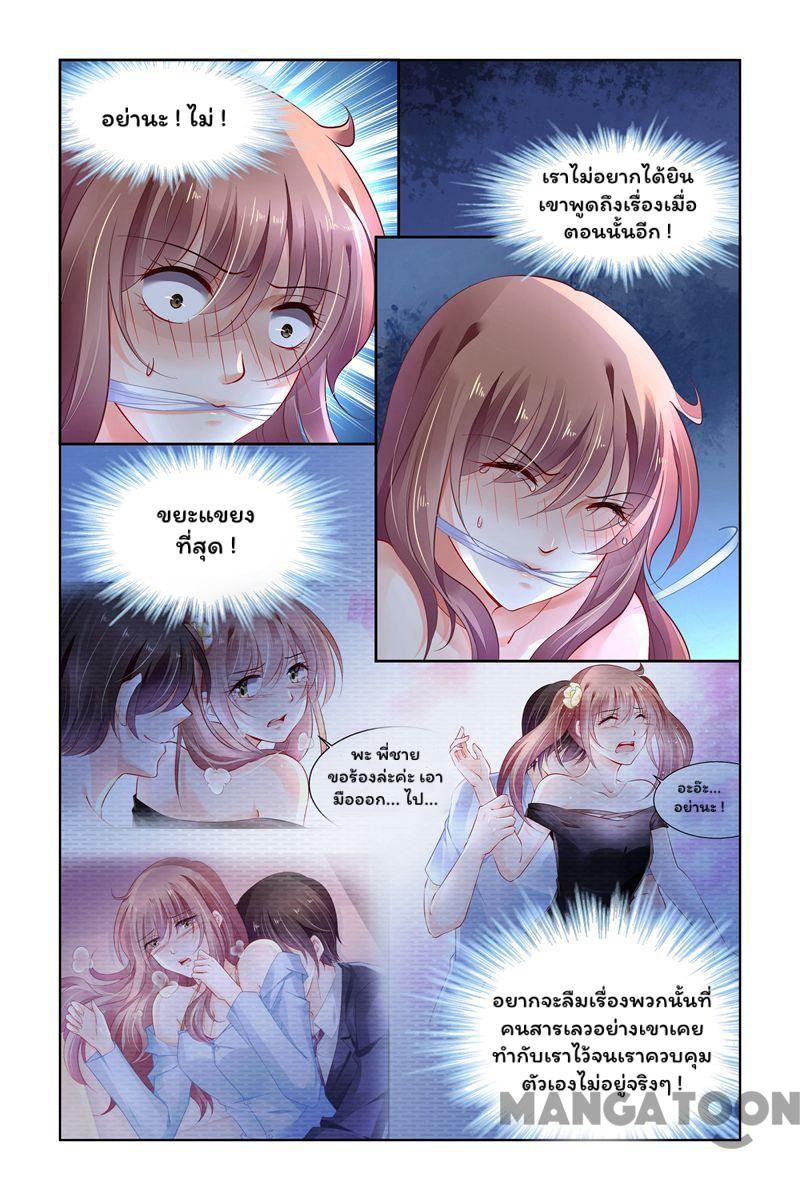 อย่านะ ! ไม่ !
เราไม่อยากได้ยิน
เขาพูดถึงเรื่องเมื่อ
ตอนนั้นอีก !
ขยะแขยง
ที่สุด !
พะ พี่ชาย
ขอร้องล่ะค่ะ เอา
มือออก... ไป...
อะอ๊ะ...
อย่านะ !
อยากจะลืมเรื่องพวกนั้นที่
คนสารเลวอย่างเขาเคย
ทำกับเราไว้จนเราควบคุม
ตัวเองไม่อยู่จริงๆ !
MANGATOON